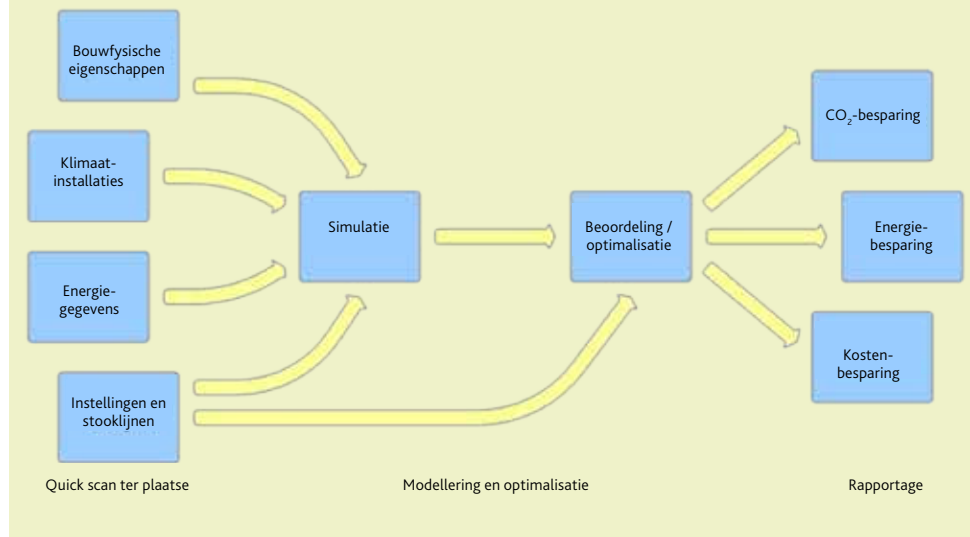 Bouwfysische
eigenschappen
Klimaat-
installaties
Energie-
gegevens
Instellingen en
stooklijnen
Quick scan ter plaatse
Simulatie
Beoordeling /
optimalisatie
Modellering en optimalisatie
CO₂-besparing
Energie-
besparing
Kosten-
besparing
Rapportage